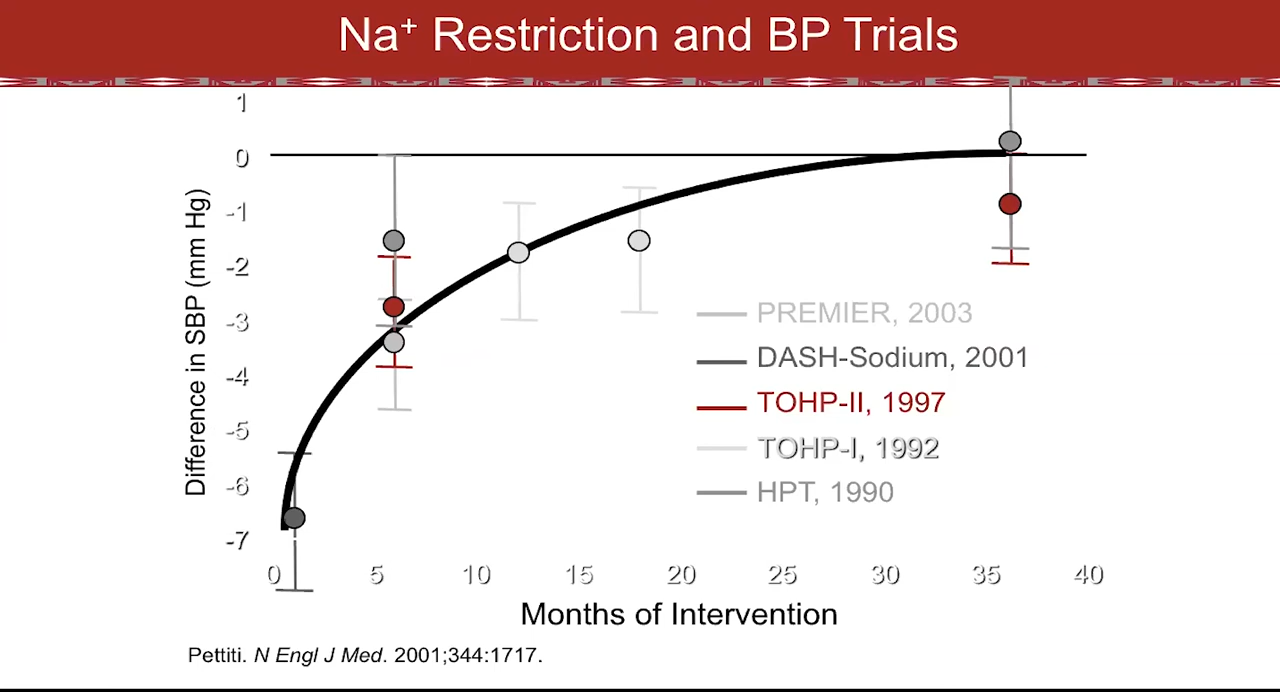 Na⁺ Restriction and BP Trials
1
0
-1
-2
-3
-4
-5
-6
-7
Difference in SBP (mm Hg)
PREMIER, 2003
DASH-Sodium, 2001
TOHP-II, 1997
TOHP-I, 1992
HPT, 1990
0 5 10 15 20 25 30 35 40
Months of Intervention
Pettiti. N Engl J Med. 2001;344:1717.